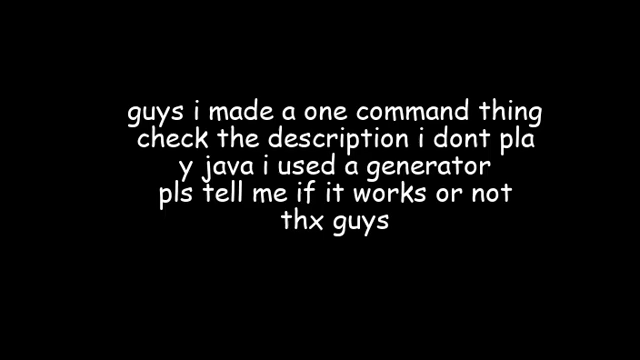 guys i made a one command thing
check the description i dont pla
y java i used a generator
pls tell me if it works or not
thx guys